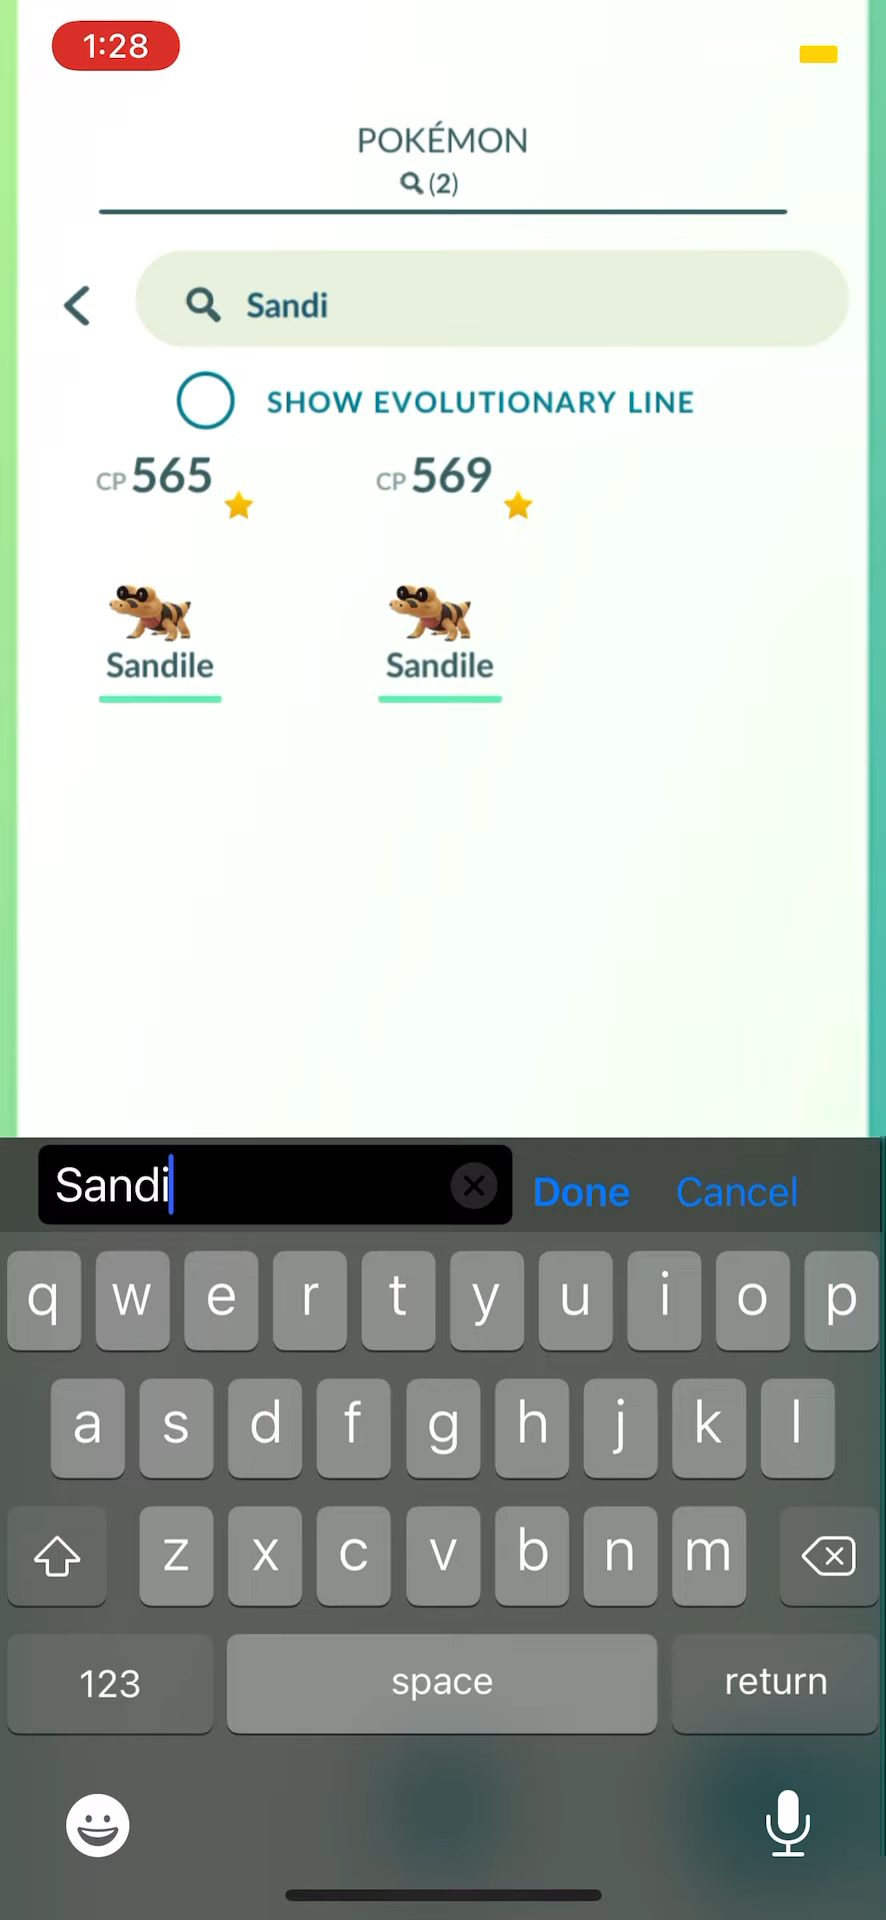 1:28
POKÉMON
(2)
Sandi
SHOW EVOLUTIONARY LINE
CP 565 CP 569
Sandile Sandile
Sandi Done Cancel
q w e r t y u i o p
a s d f g h j k l
z x c v b n m
123 space return